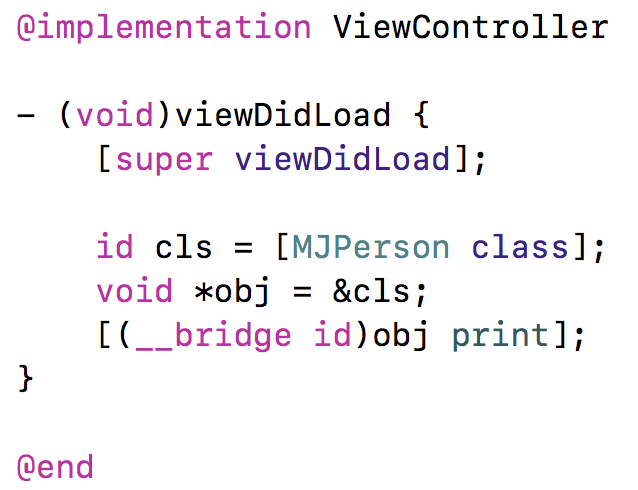 @implementation ViewController
- (void)viewDidLoad {
    [super viewDidLoad];
    id cls = [MJPerson class];
    void *obj = &cls;
    [(__bridge id)obj print];
}
@end